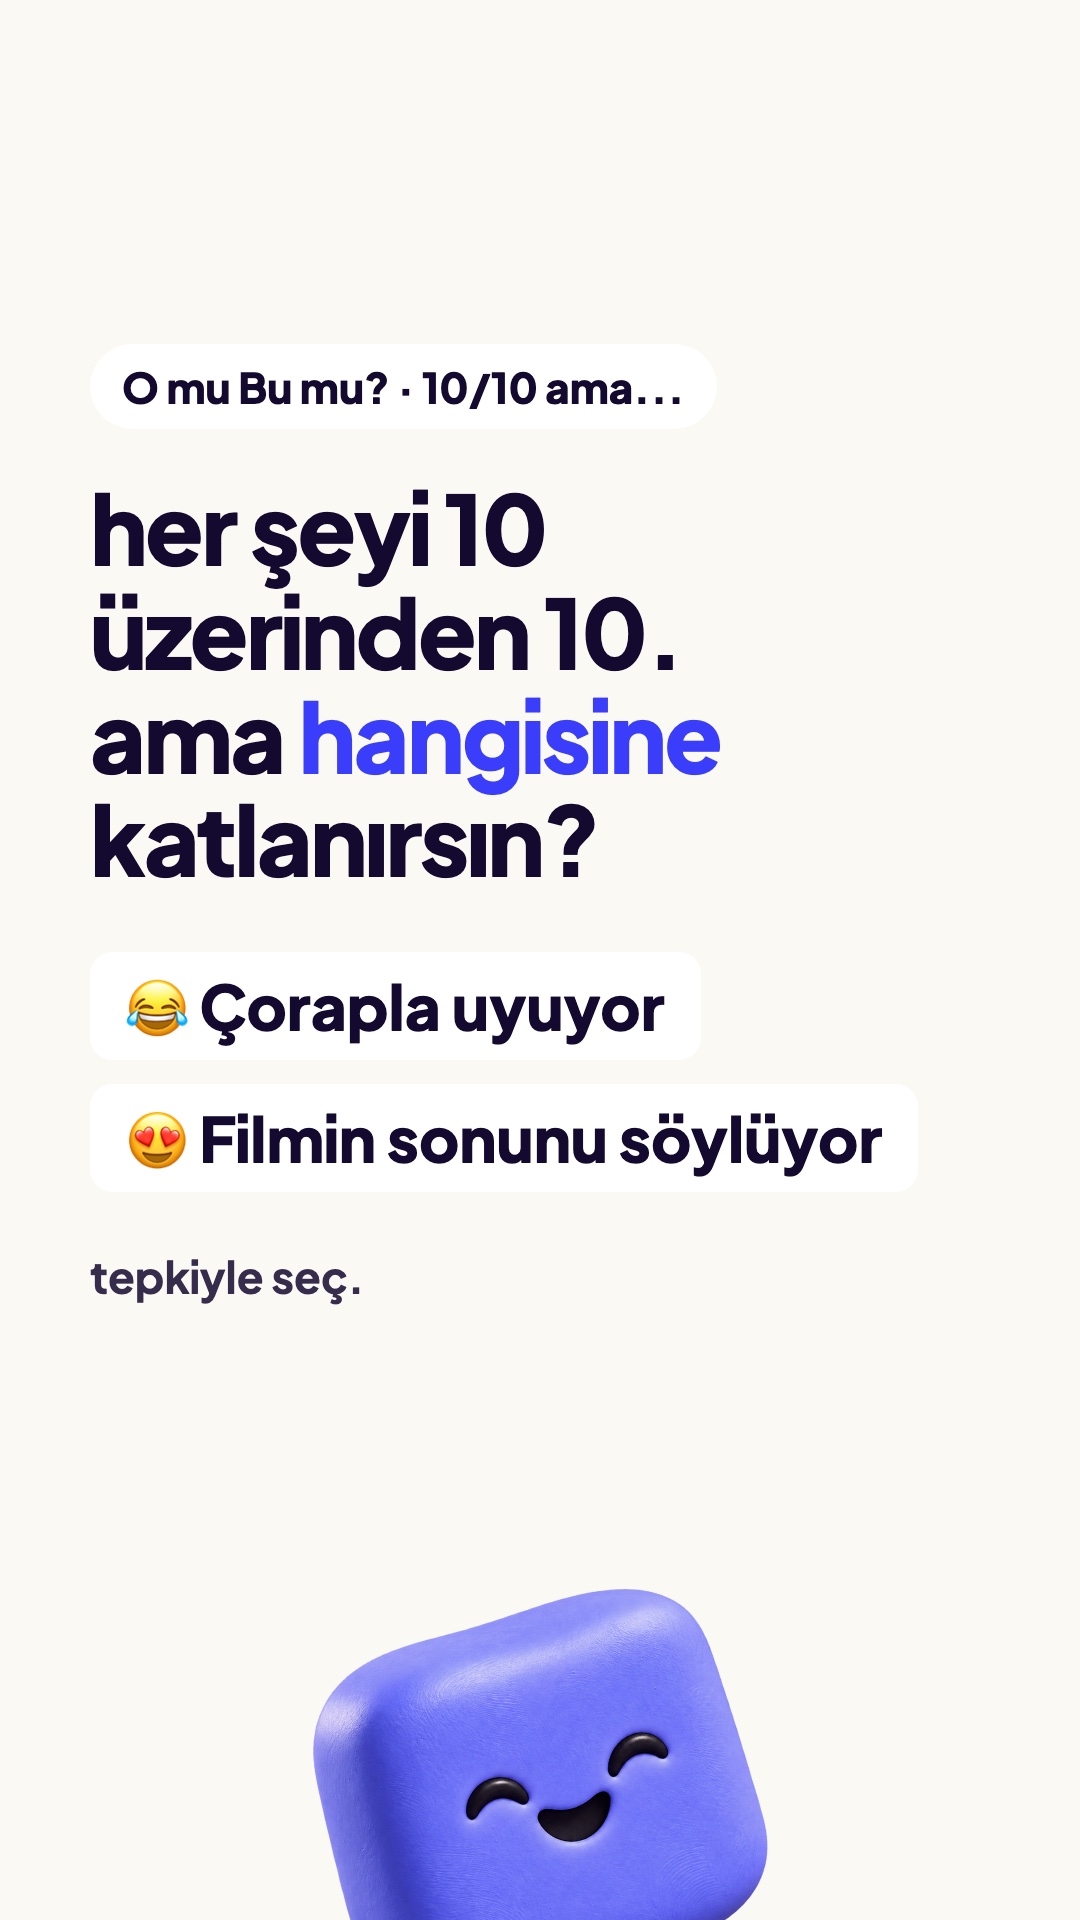 O mu Bu mu? · 10/10 ama...
her şeyi 10
üzerinden 10.
ama hangisine
katlanırsın?
😂 Çorapla uyuyor
😍 Filmin sonunu söylüyor
tepkiyle seç.